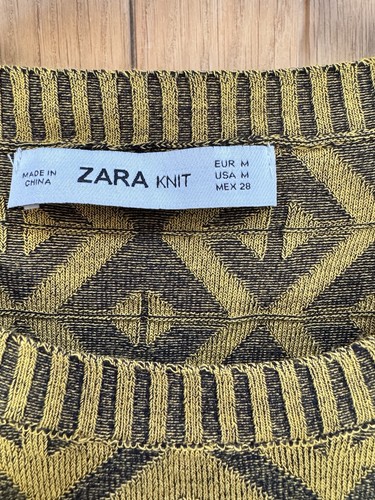 MADE IN
CHINA
ZARA KNIT
EUR M
USA M
MEX 28